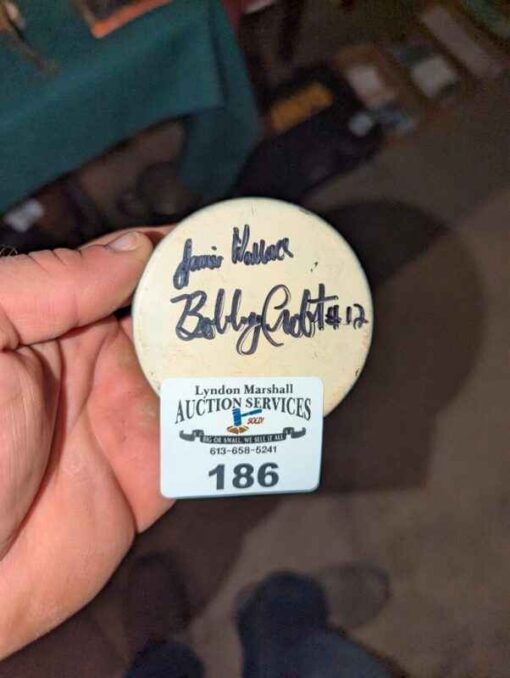 Jamie Wallace
Bobby Croft #12
Lyndon Marshall
AUCTION SERVICES
SOLD!
BIG OR SMALL, WE SELL IT ALL
613-658-5241
186